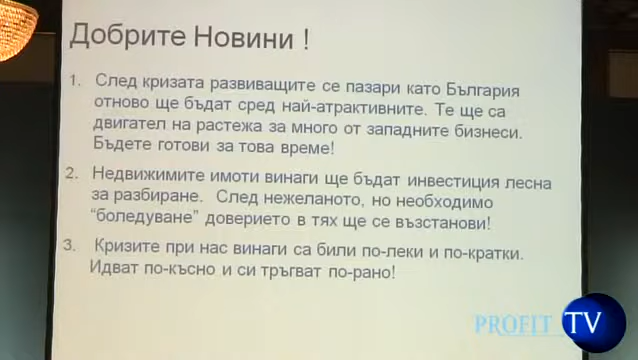 Добрите Новини !
1. След кризата развиващите се пазари като България
отново ще бъдат сред най-атрактивните. Те ще са
двигател на растежа за много от западните бизнеси.
Бъдете готови за това време!
2. Недвижимите имоти винаги ще бъдат инвестиция лесна
за разбиране. След нежеланото, но необходимо
“боледуване” доверието в тях ще се възстанови!
3. Кризите при нас винаги са били по-леки и по-кратки.
Идват по-късно и си тръгват по-рано!
PROFIT TV